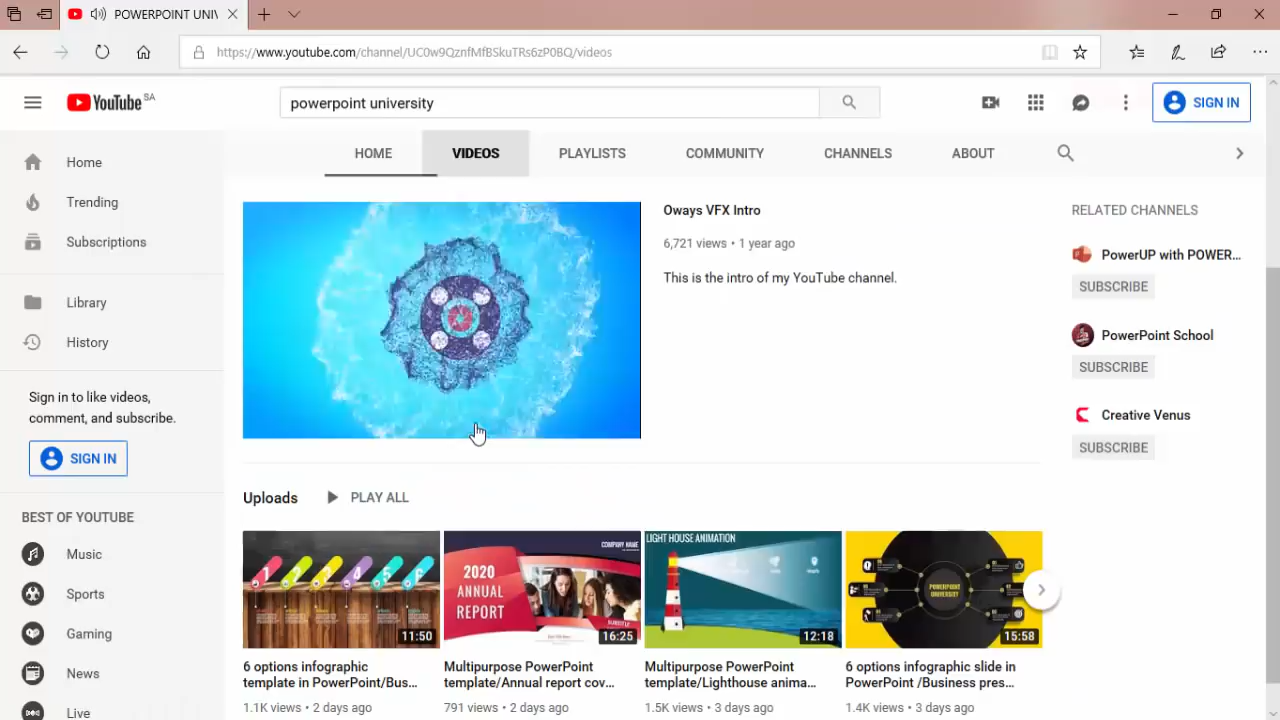 POWERPOINT UNIV
https://www.youtube.com/channel/UC0w9QznfMfBSkuTRs6zP0BQ/videos
YouTube SA
powerpoint university
SIGN IN
HOME
VIDEOS
PLAYLISTS
COMMUNITY
CHANNELS
ABOUT
Home
Trending
Subscriptions
Library
History
Sign in to like videos,
comment, and subscribe.
SIGN IN
BEST OF YOUTUBE
Music
Sports
Gaming
News
Live
Oways VFX Intro
6,721 views • 1 year ago
This is the intro of my YouTube channel.
RELATED CHANNELS
PowerUP with POWER...
SUBSCRIBE
PowerPoint School
SUBSCRIBE
Creative Venus
SUBSCRIBE
Uploads
PLAY ALL
11:50
6 options infographic
template in PowerPoint/Bus...
1.1K views • 2 days ago
COMPANY NAME
2020
ANNUAL
REPORT
SUBTITLE
16:25
Multipurpose PowerPoint
template/Annual report cov...
791 views • 2 days ago
LIGHT HOUSE ANIMATION
12:18
Multipurpose PowerPoint
template/Lighthouse anima...
1.5K views • 3 days ago
POWERPOINT
UNIVERSITY
15:58
6 options infographic slide in
PowerPoint /Business pres...
1.4K views • 3 days ago